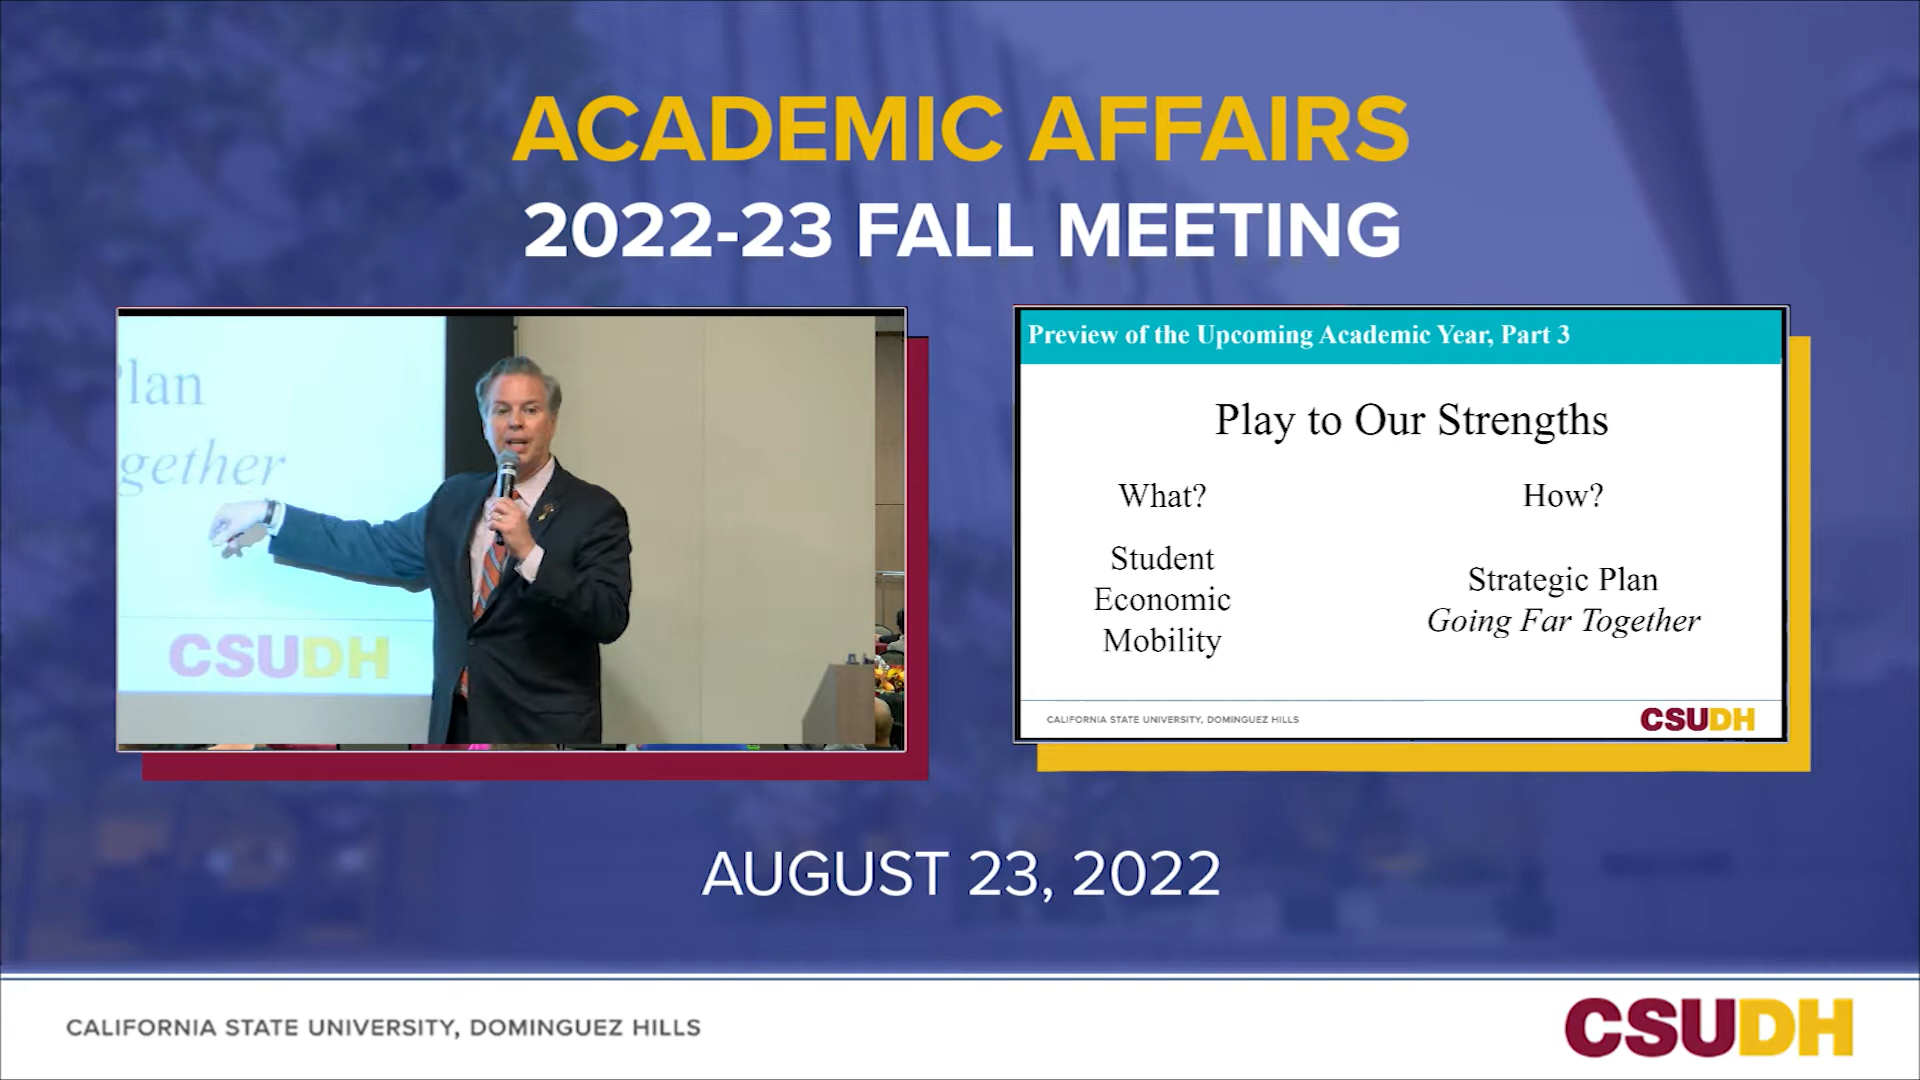 ACADEMIC AFFAIRS
2022-23 FALL MEETING
Plan
gether
CSUDH
Preview of the Upcoming Academic Year, Part 3
Play to Our Strengths
What?
How?
Student
Economic
Mobility
Strategic Plan
Going Far Together
CALIFORNIA STATE UNIVERSITY, DOMINGUEZ HILLS
CSUDH
AUGUST 23, 2022
CALIFORNIA STATE UNIVERSITY, DOMINGUEZ HILLS
CSUDH